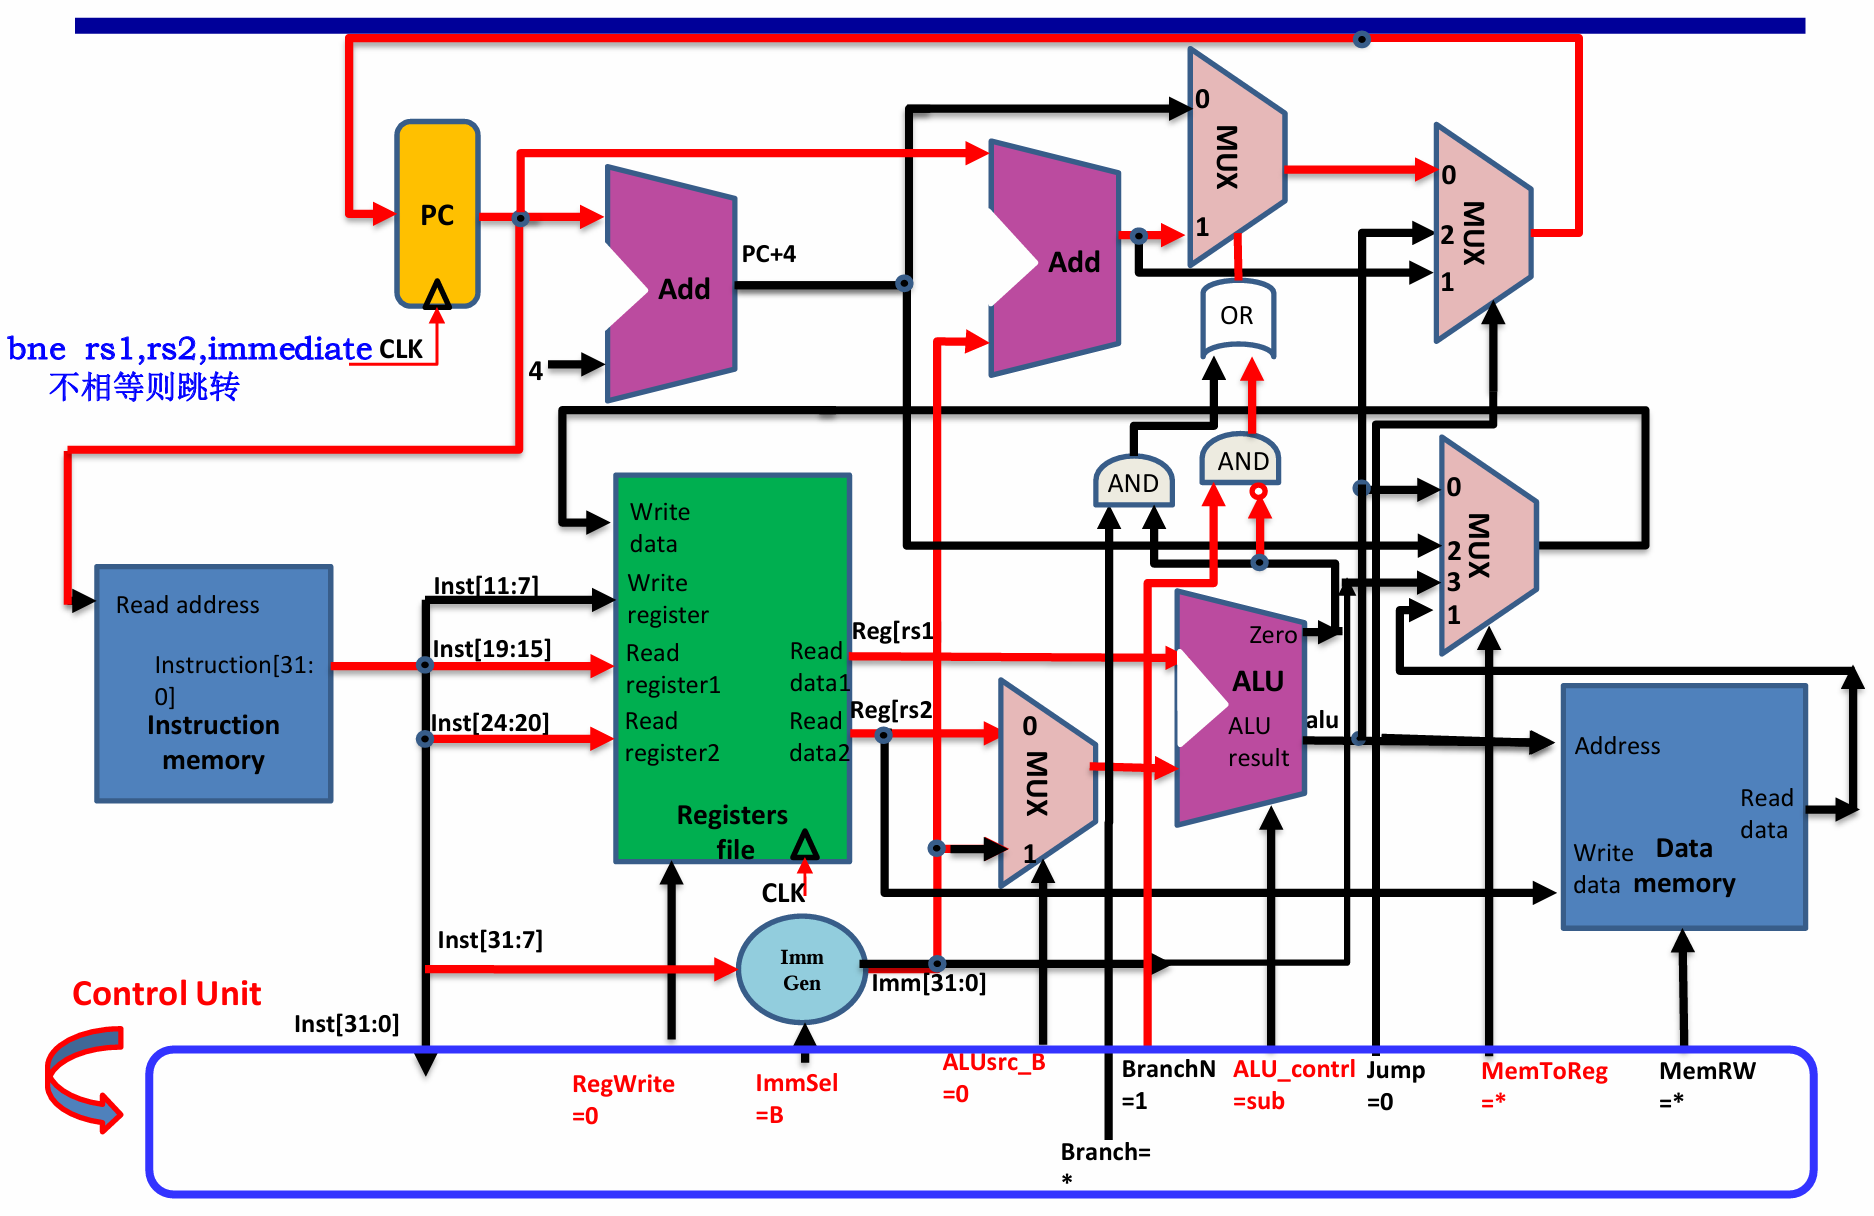 0
MUX
1
0
2
1
MUX
PC
CLK
bne rs1,rs2,immediate
不相等则跳转
PC+4
Add
4
Add
OR
AND
AND
0
2
3
1
MUX
Write
data
Write
register
Read
register1
Read
register2
Read
data1
Read
data2
Registers
file
CLK
Inst[11:7]
Inst[19:15]
Inst[24:20]
Inst[31:7]
Inst[31:0]
Read address
Instruction[31:
0]
Instruction
memory
Reg[rs1
Reg[rs2
0
MUX
1
Zero
ALU
ALU
result
alu
Address
Read
data
Write
data
Data
memory
Imm
Gen
Imm[31:0]
Control Unit
RegWrite
=0
ImmSel
=B
ALUsrc_B
=0
BranchN
=1
ALU_contrl
=sub
Jump
=0
MemToReg
=*
MemRW
=*
Branch=
*